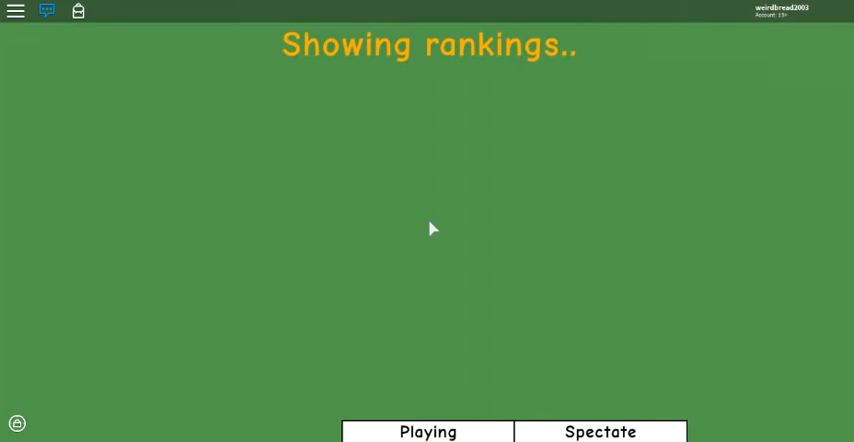 weirdbread2003
Account: 13+
Showing rankings..
Playing
Spectate